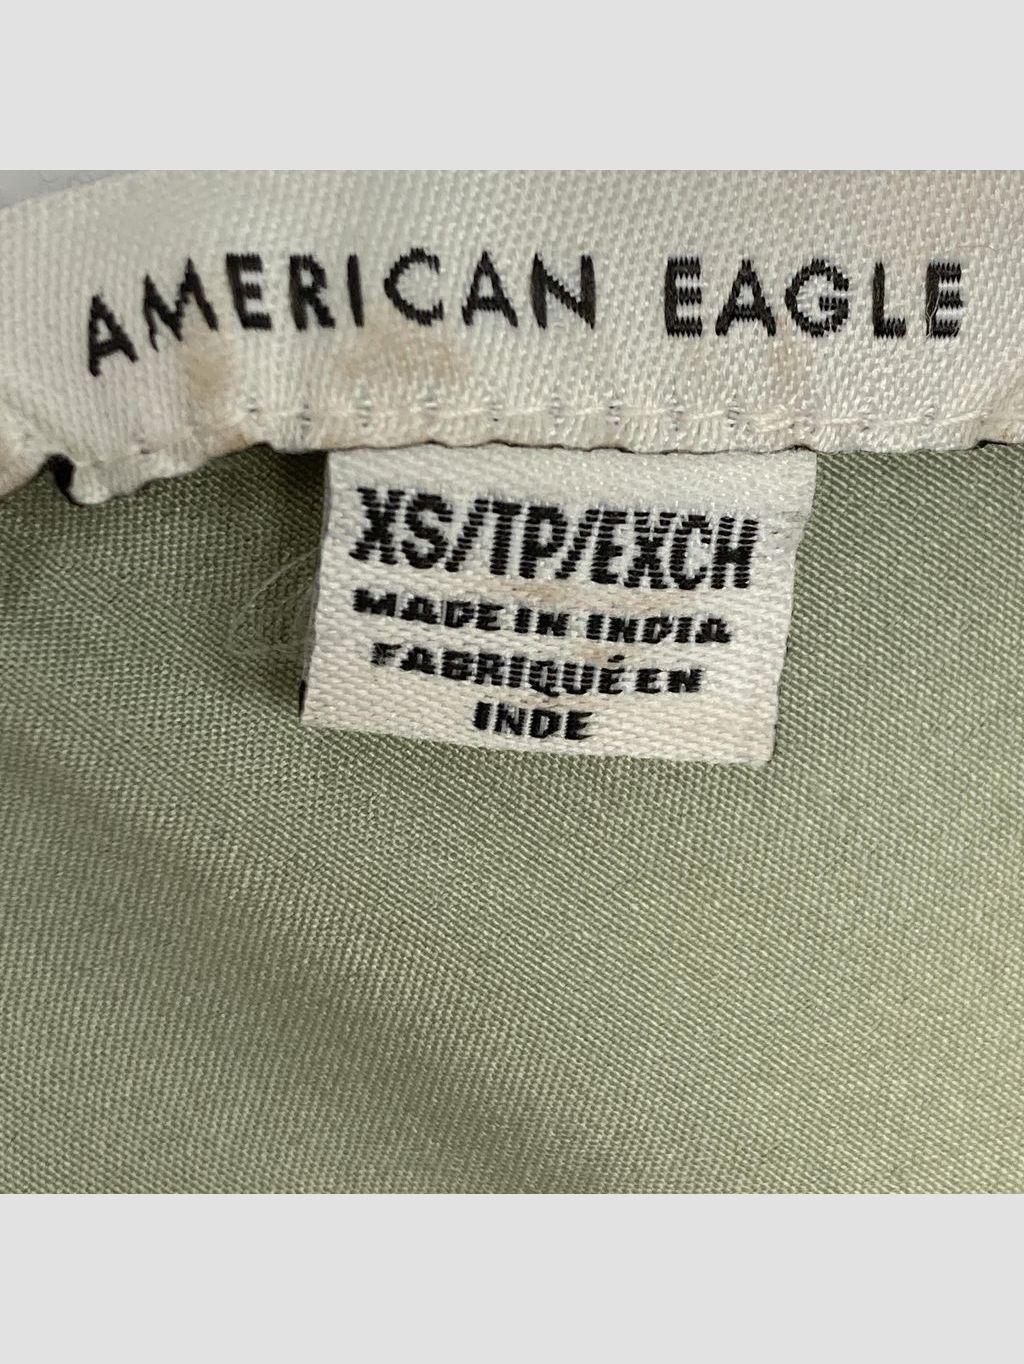 AMERICAN EAGLE
XS/TP/EXCH
MADE IN INDIA
FABRIQUÉ EN
INDE